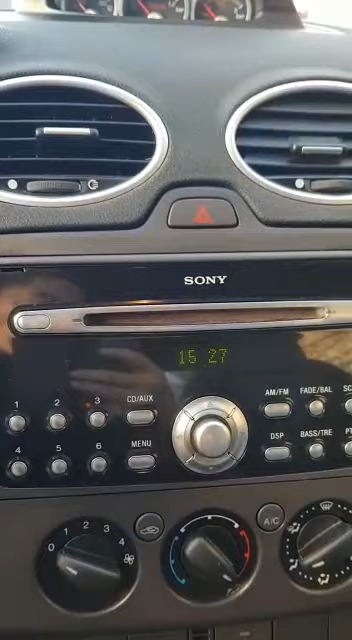 SONY
15 27
AM/FM FADE/BAL
1 2 3 CD/AUX
DSP BASS/TRE
4 5 6 MENU
A/C
0 1 2 3 4